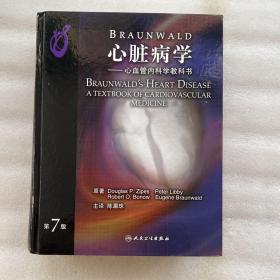 BRAUNWALD
心脏病学
——心血管内科学教科书
BRAUNWALD'S HEART DISEASE
A TEXTBOOK OF CARDIOVASCULAR
MEDICINE
原著 Douglas P. Zipes Peter Libby
Robert O. Bonow Eugene Braunwald
主译 陈灏珠
第7版
人民卫生出版社